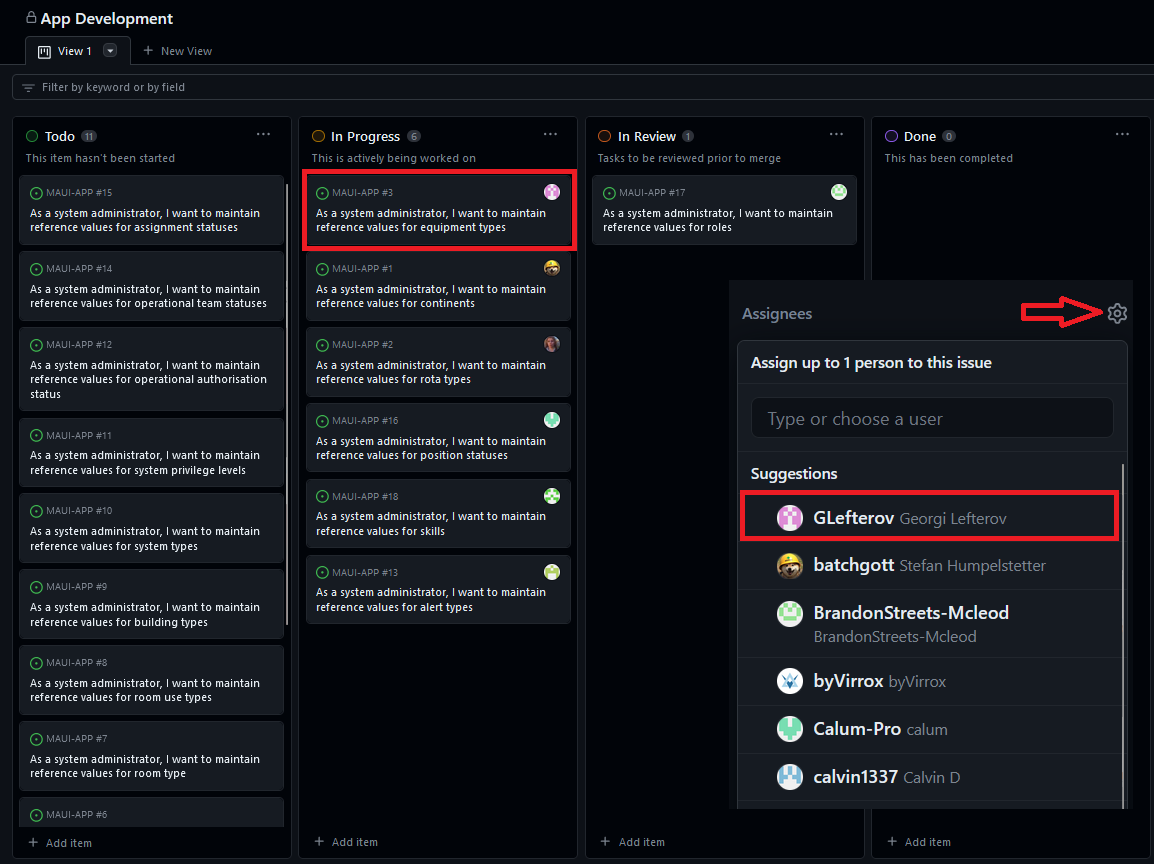 App Development
View 1
New View
Filter by keyword or by field
Todo 11
This item hasn't been started
MAUI-APP #15
As a system administrator, I want to maintain
reference values for assignment statuses
MAUI-APP #14
As a system administrator, I want to maintain
reference values for operational team statuses
MAUI-APP #12
As a system administrator, I want to maintain
reference values for operational authorisation
status
MAUI-APP #11
As a system administrator, I want to maintain
reference values for system privilege levels
MAUI-APP #10
As a system administrator, I want to maintain
reference values for system types
MAUI-APP #9
As a system administrator, I want to maintain
reference values for building types
MAUI-APP #8
As a system administrator, I want to maintain
reference values for room use types
MAUI-APP #7
As a system administrator, I want to maintain
reference values for room type
MAUI-APP #6
Add item
In Progress 6
This is actively being worked on
MAUI-APP #3
As a system administrator, I want to maintain
reference values for equipment types
MAUI-APP #1
As a system administrator, I want to maintain
reference values for continents
MAUI-APP #2
As a system administrator, I want to maintain
reference values for rota types
MAUI-APP #16
As a system administrator, I want to maintain
reference values for position statuses
MAUI-APP #18
As a system administrator, I want to maintain
reference values for skills
MAUI-APP #13
As a system administrator, I want to maintain
reference values for alert types
Add item
In Review 1
Tasks to be reviewed prior to merge
MAUI-APP #17
As a system administrator, I want to maintain
reference values for roles
Add item
Done 0
This has been completed
Add item
Assignees
Assign up to 1 person to this issue
Type or choose a user
Suggestions
GLefterov Georgi Lefterov
batchgott Stefan Humpelstetter
BrandonStreets-Mcleod
BrandonStreets-Mcleod
byVirrox byVirrox
Calum-Pro calum
calvin1337 Calvin D